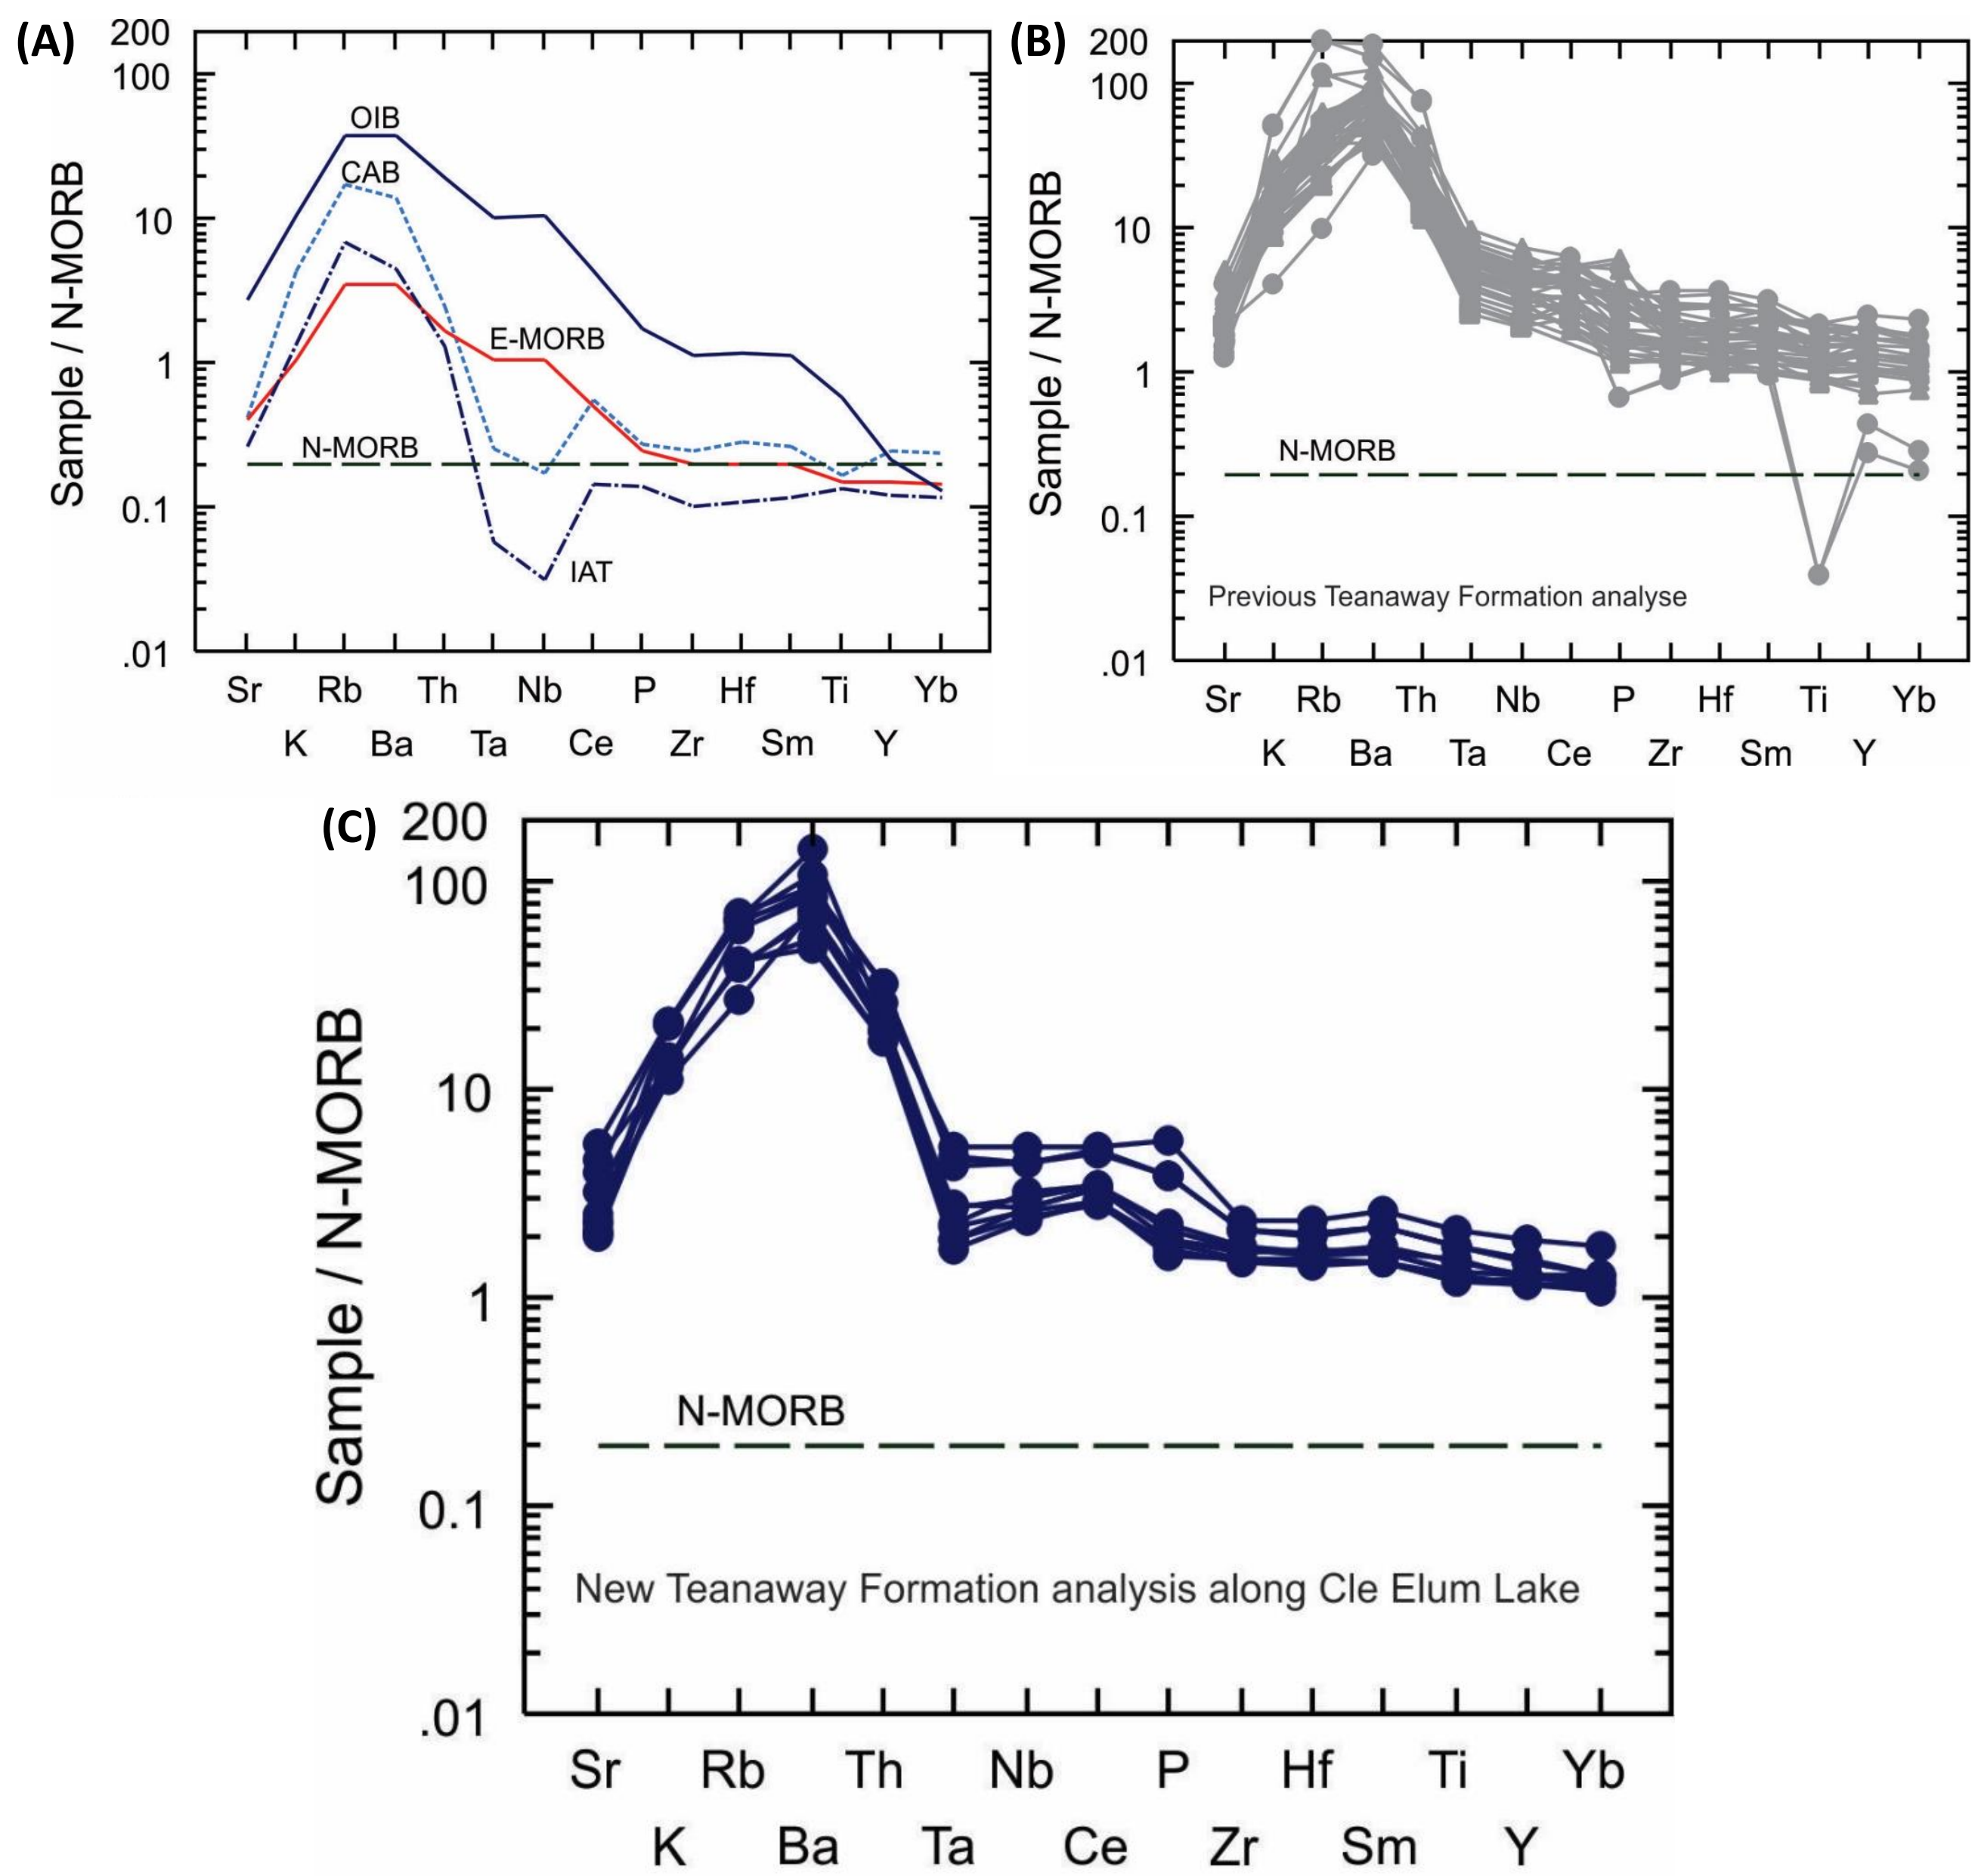 (A)
200
100
10
1
0.1
.01
Sample / N-MORB
OIB
CAB
E-MORB
N-MORB
IAT
Sr Rb Th Nb P Hf Ti Yb
K Ba Ta Ce Zr Sm Y
(B)
200
100
10
1
0.1
.01
Sample / N-MORB
N-MORB
Previous Teanaway Formation analyse
Sr Rb Th Nb P Hf Ti Yb
K Ba Ta Ce Zr Sm Y
(C)
200
100
10
1
0.1
.01
Sample / N-MORB
N-MORB
New Teanaway Formation analysis along Cle Elum Lake
Sr Rb Th Nb P Hf Ti Yb
K Ba Ta Ce Zr Sm Y